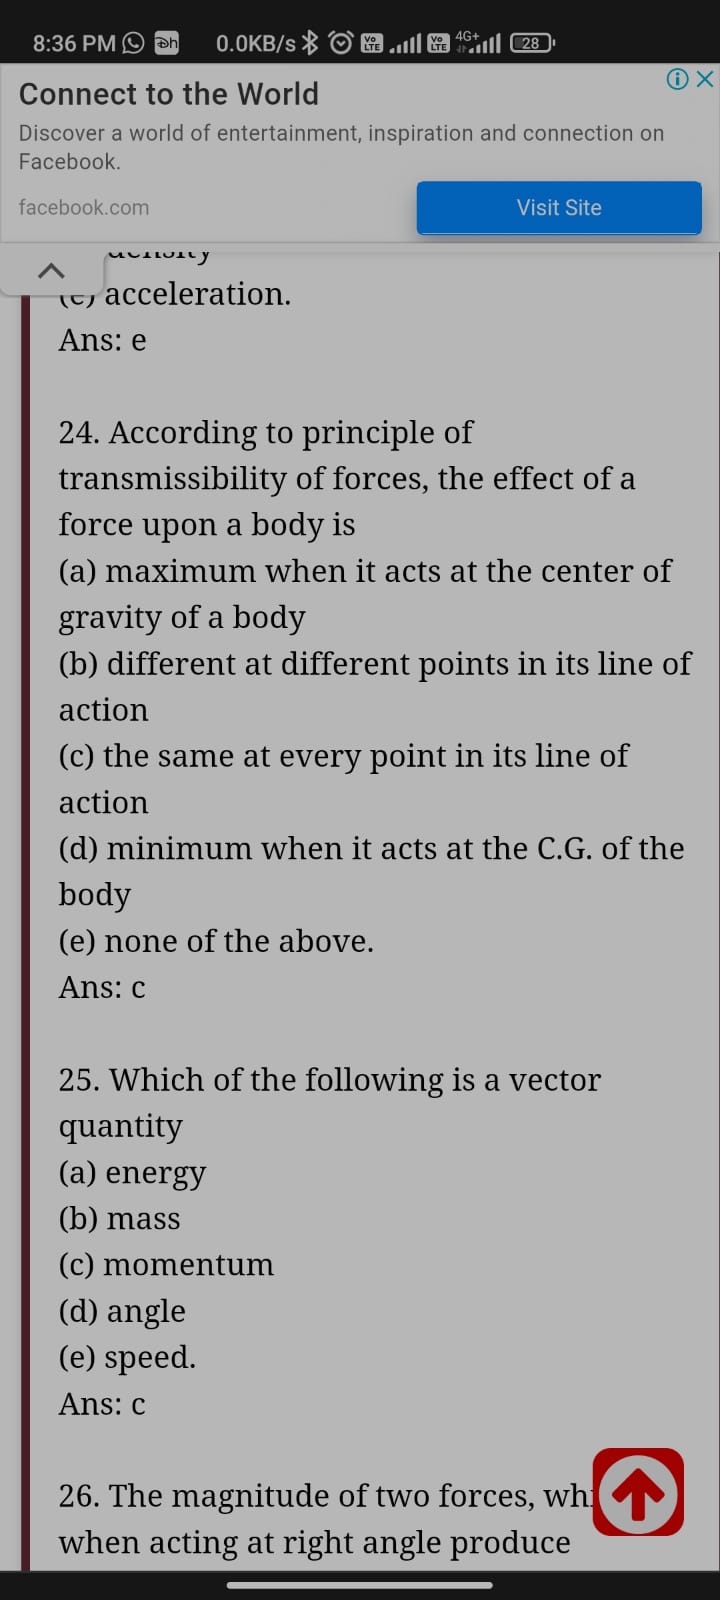 8:36 PM Dh 0.0KB/s Vo LTE Vo LTE 4G+ 28
Connect to the World
Discover a world of entertainment, inspiration and connection on
Facebook.
facebook.com
Visit Site
density
(e) acceleration.
Ans: e
24. According to principle of
transmissibility of forces, the effect of a
force upon a body is
(a) maximum when it acts at the center of
gravity of a body
(b) different at different points in its line of
action
(c) the same at every point in its line of
action
(d) minimum when it acts at the C.G. of the
body
(e) none of the above.
Ans: c
25. Which of the following is a vector
quantity
(a) energy
(b) mass
(c) momentum
(d) angle
(e) speed.
Ans: c
26. The magnitude of two forces, whi
when acting at right angle produce